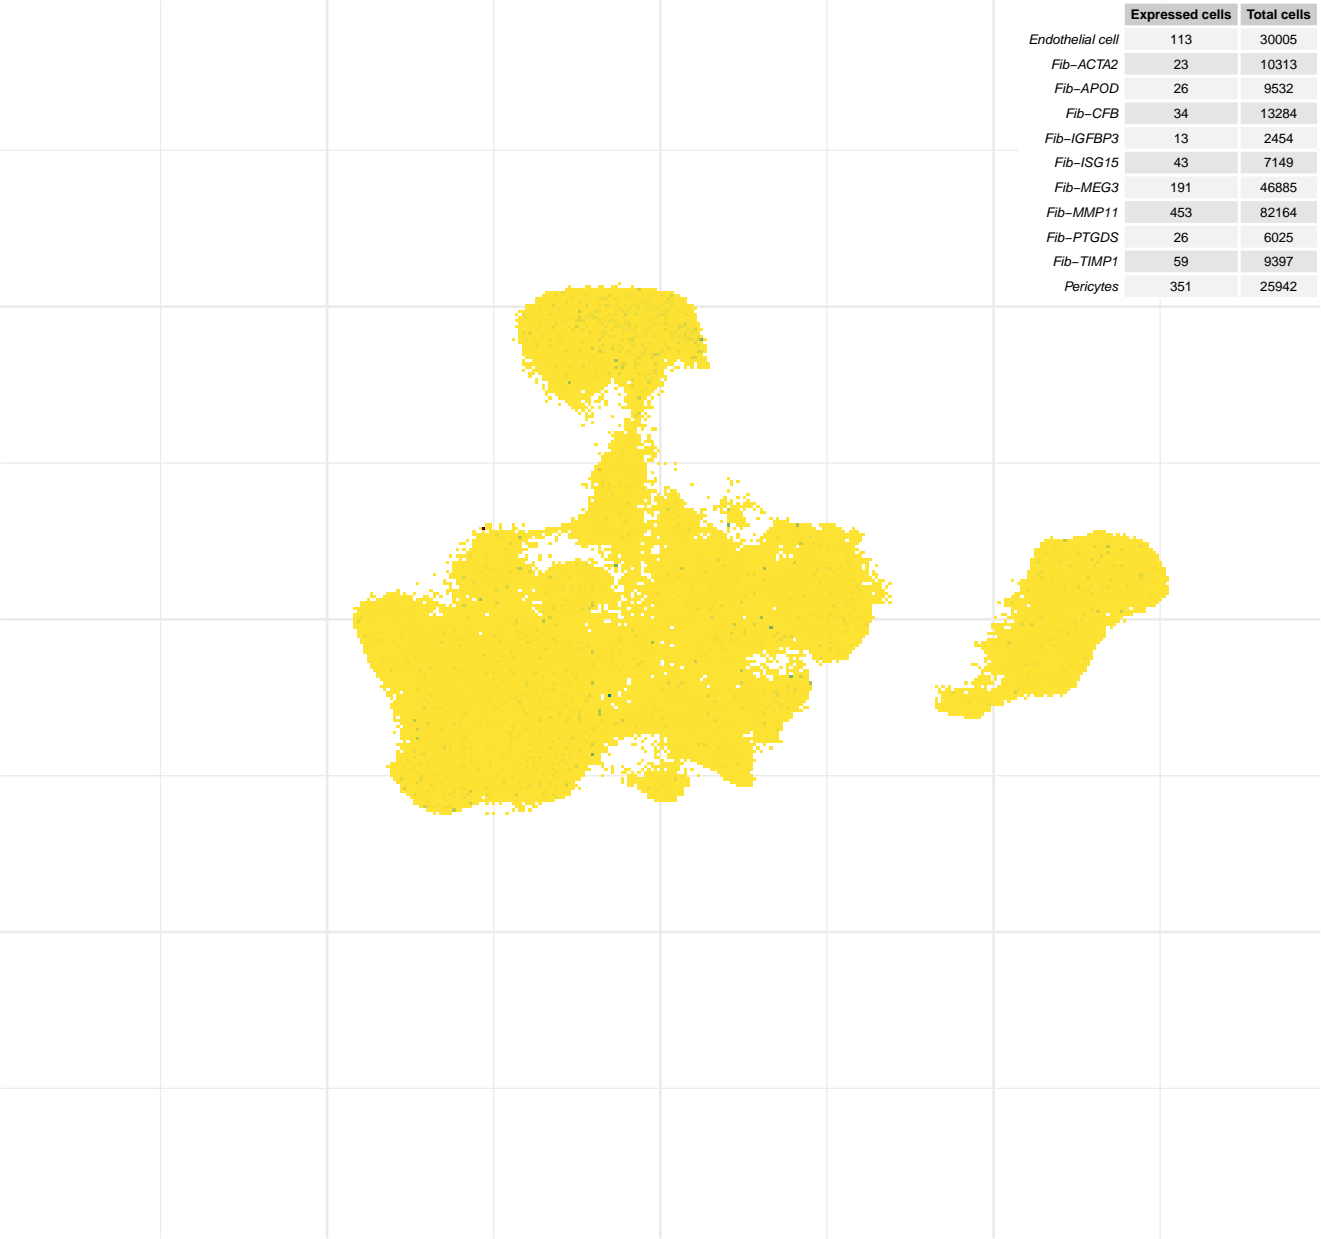 Expressed cells Total cells
Endothelial cell 113 30005
Fib−ACTA2 23 10313
Fib−APOD 26 9532
Fib−CFB 34 13284
Fib−IGFBP3 13 2454
Fib−ISG15 43 7149
Fib−MEG3 191 46885
Fib−MMP11 453 82164
Fib−PTGDS 26 6025
Fib−TIMP1 59 9397
Pericytes 351 25942